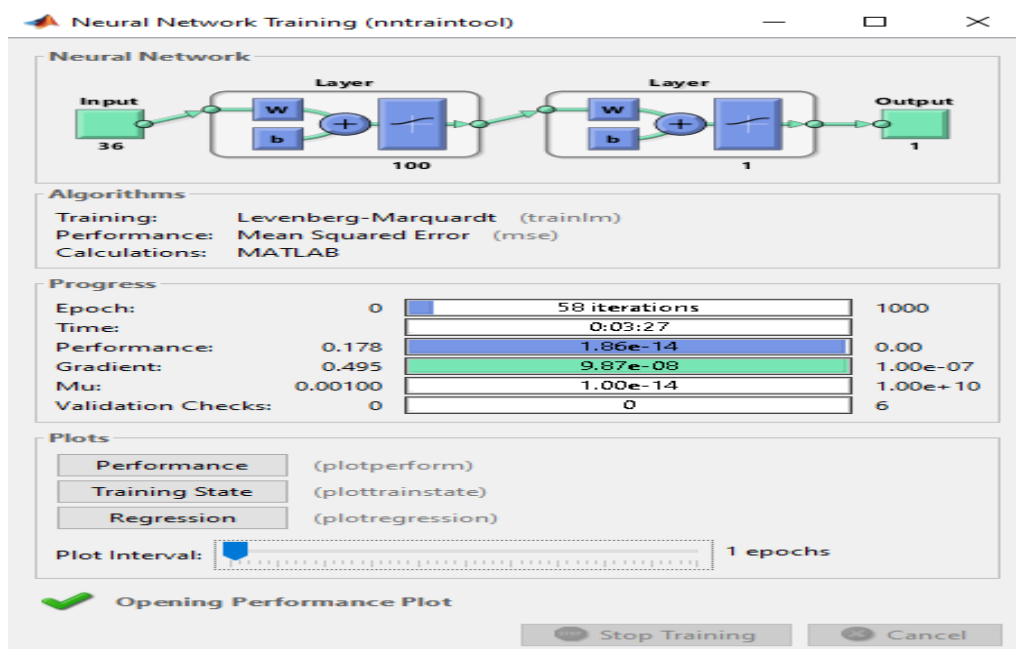 Neural Network Training (nntraintool)
Neural Network
Layer Layer
Input W W Output
b b
36 100 1 1
Algorithms
Training: Levenberg-Marquardt (trainlm)
Performance: Mean Squared Error (mse)
Calculations: MATLAB
Progress
Epoch: 0 58 iterations 1000
Time: 0:03:27
Performance: 0.178 1.86e-14 0.00
Gradient: 0.495 9.87e-08 1.00e-07
Mu: 0.00100 1.00e-14 1.00e+10
Validation Checks: 0 0 6
Plots
Performance (plotperform)
Training State (plottrainstate)
Regression (plotregression)
Plot Interval: 1 epochs
Opening Performance Plot
Stop Training Cancel